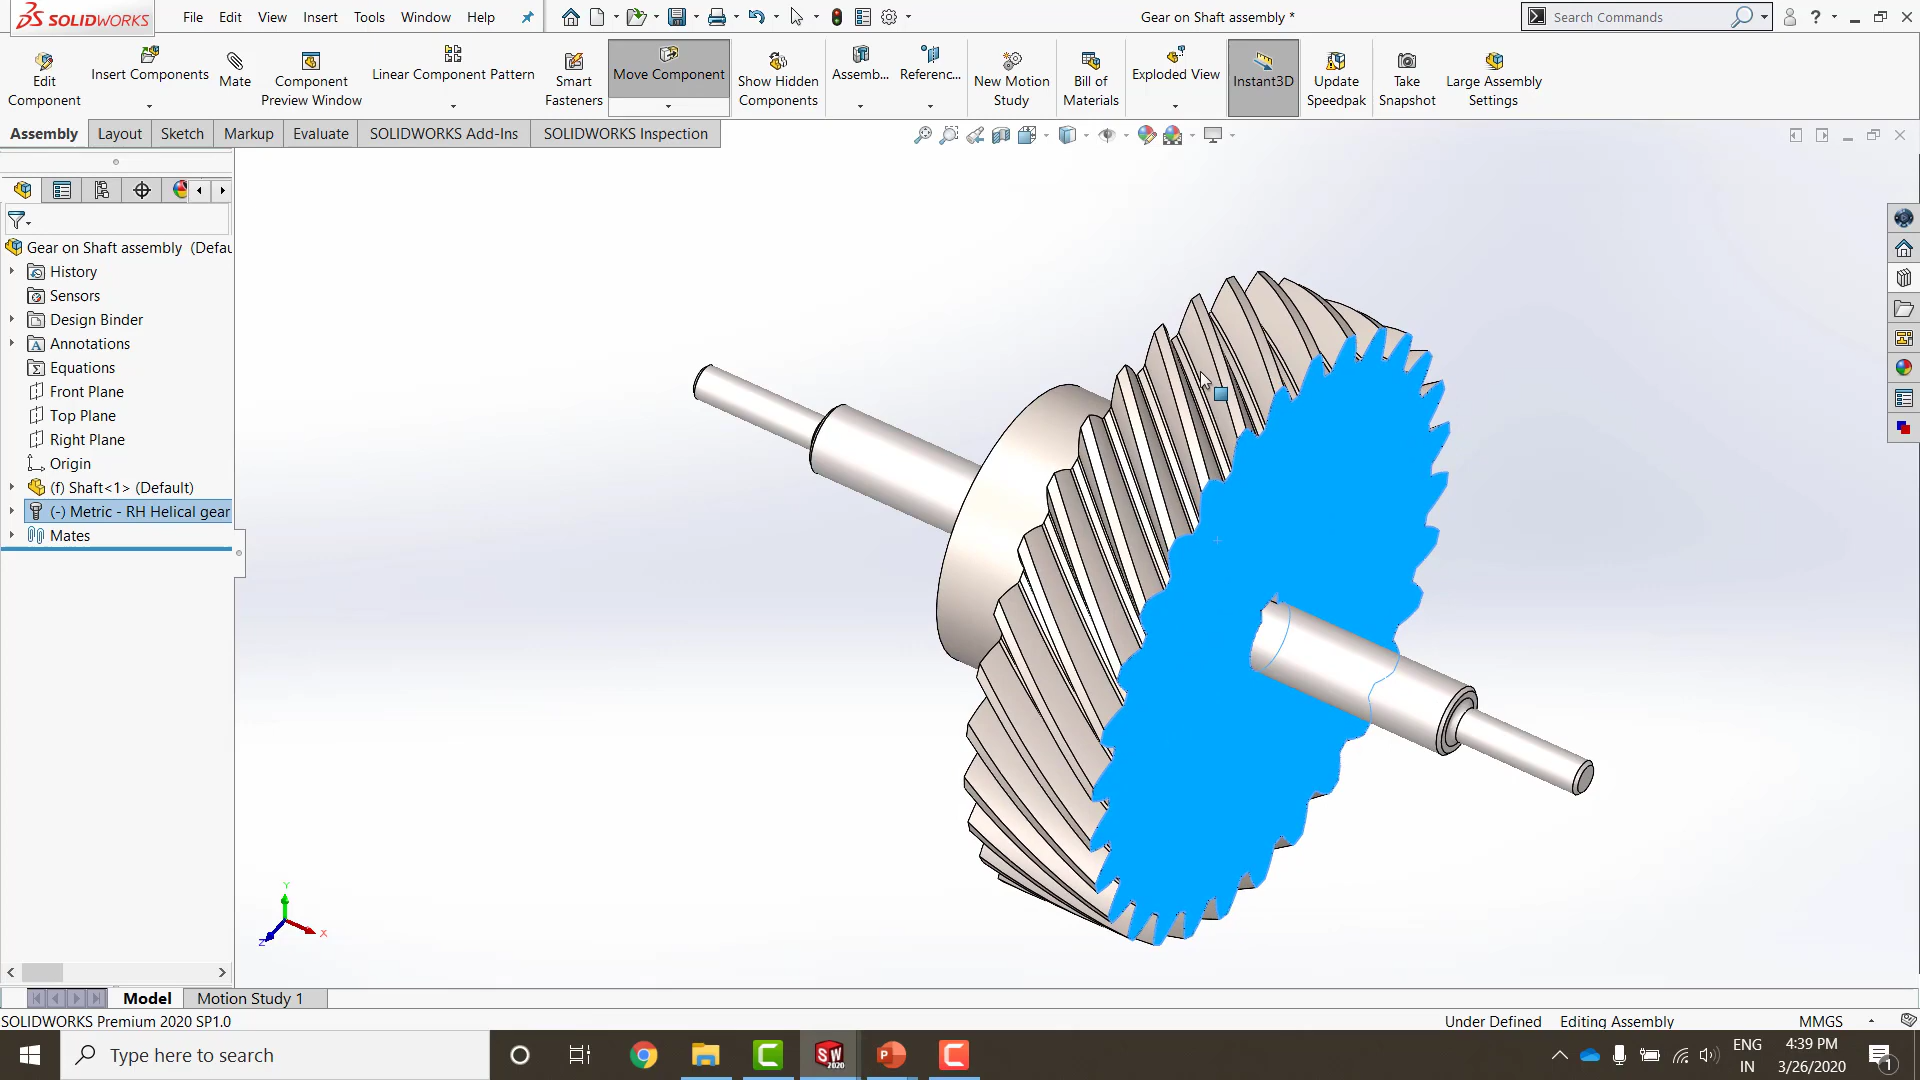 SOLIDWORKS File Edit View Insert Tools Window Help Gear on Shaft assembly * Search Commands ?
Edit Component
Insert Components
Mate
Component Preview Window
Linear Component Pattern
Smart Fasteners
Move Component
Show Hidden Components
Assemb...
Referenc...
New Motion Study
Bill of Materials
Exploded View
Instant3D
Update Speedpak
Take Snapshot
Large Assembly Settings
Assembly Layout Sketch Markup Evaluate SOLIDWORKS Add-Ins SOLIDWORKS Inspection
Gear on Shaft assembly (Defau
History
Sensors
Design Binder
Annotations
Equations
Front Plane
Top Plane
Right Plane
Origin
(f) Shaft<1> (Default)
(-) Metric - RH Helical gear
Mates
Y
X
Z
Model Motion Study 1
SOLIDWORKS Premium 2020 SP1.0 Under Defined Editing Assembly MMGS
Type here to search SW 2020 ENG IN 4:39 PM 3/26/2020 1